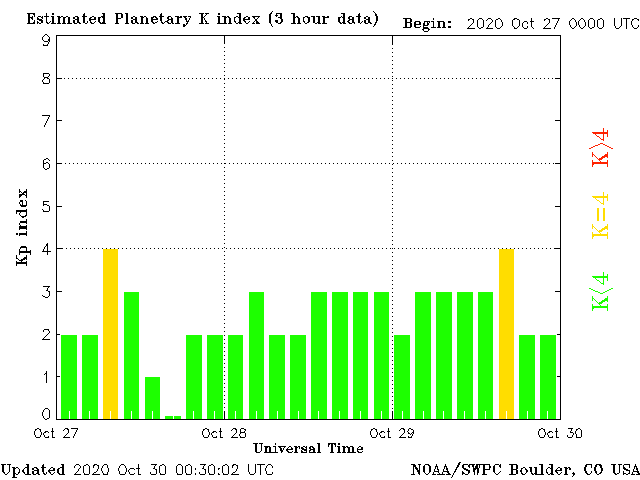 Estimated Planetary K index (3 hour data)
Begin: 2020 Oct 27 0000 UTC
9
8
7
6
5
4
3
2
1
0
Kp index
K>4
K=4
K<4
Oct 27
Oct 28
Oct 29
Oct 30
Universal Time
Updated 2020 Oct 30 00:30:02 UTC
NOAA/SWPC Boulder, CO USA